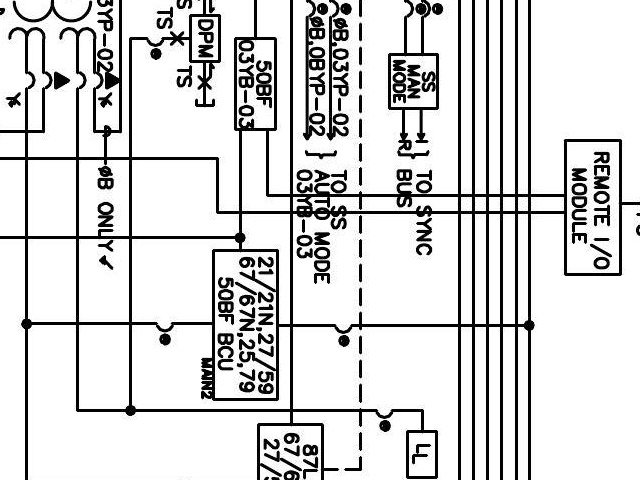 03YP-02
TS
DPM
TS
50BF
03YB-03
ØB,03YP-02
ØB,0BYP-02
SS
MAN
MODE
H
R
TO SYNC
BUS
TO SS
AUTO MODE
03YB-03
REMOTE I/O
MODULE
ØB ONLY
21/21N,27/59
67/67N,25,79
50BF BCU
MAIN2
LL
87L
67/6
27/